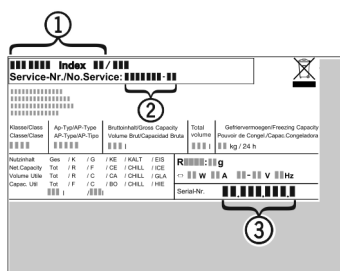 1
Index /
Service-Nr./No.Service: -
2
Klasse/Class Ap-Typ/AP-Type Bruttoinhalt/Gross Capacity Total Gefriervermoegen/Freezing Capacity
Classe/Clase AP-Type/AP-Tipo Volume Brut/Capacidad Bruta volume Pouvoir de Congel./Capac.Congeladora
l l kg / 24 h
Nutzinhalt Ges / K / G / KE / KALT / EIS
Net.Capacity Tot / R / F / CE / CHILL / ICE
Volume Utile Tot / R / C / CA / CHILL / GLA
Capac. Util Tot / F / C / BO / CHILL / HIE
l / l
R : g
W A - V Hz
Serial-Nr. . . .
3